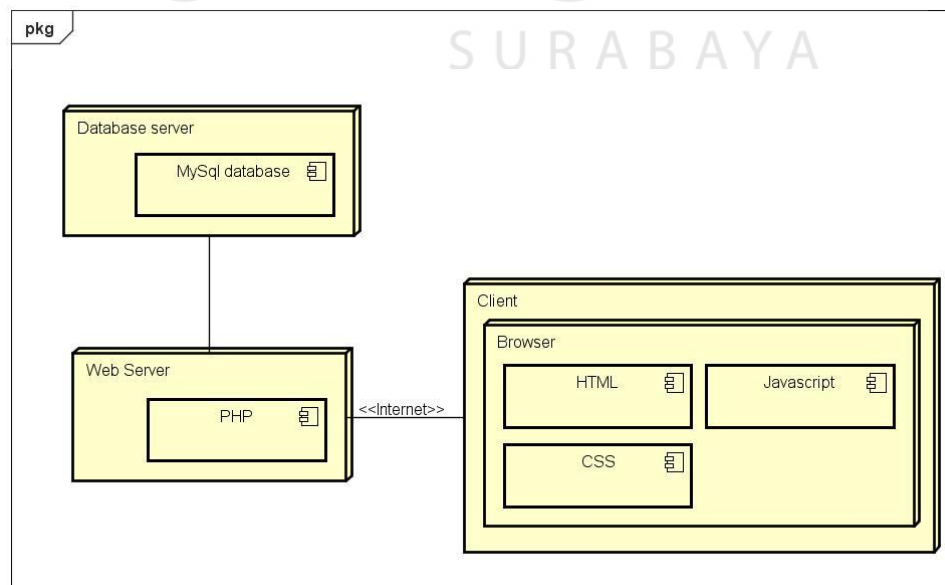 pkg
SURABAYA
Database server
MySql database
Client
Browser
HTML
Javascript
CSS
Web Server
PHP
<<Internet>>